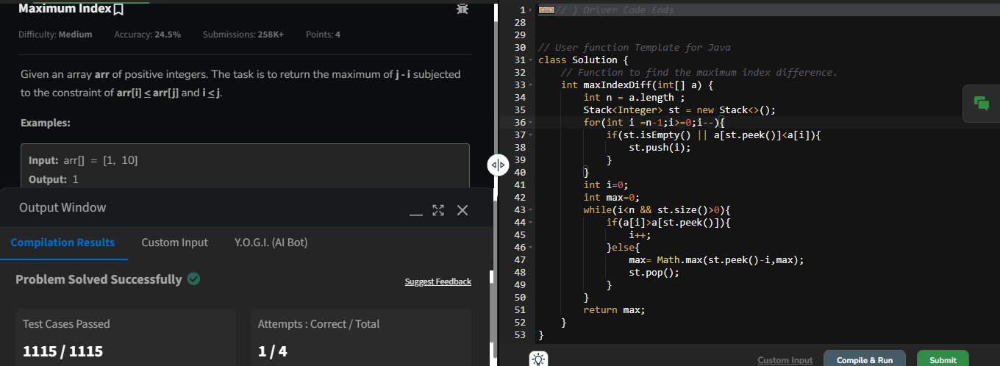 Maximum Index
Difficulty: Medium Accuracy: 24.5% Submissions: 258K+ Points: 4
Given an array arr of positive integers. The task is to return the maximum of j - i subjected
to the constraint of arr[i] ≤ arr[j] and i ≤ j.
Examples:
Input: arr[] = [1, 10]
Output: 1
Output Window
Compilation Results Custom Input Y.O.G.I. (AI Bot)
Problem Solved Successfully
Suggest Feedback
Test Cases Passed
1115 / 1115
Attempts : Correct / Total
1 / 4
1 // } Driver Code Ends
28
29
30 // User function Template for Java
31 class Solution {
32     // Function to find the maximum index difference.
33     int maxIndexDiff(int[] a) {
34         int n = a.length ;
35         Stack<Integer> st = new Stack<>();
36         for(int i =n-1;i>=0;i--){
37             if(st.isEmpty() || a[st.peek()]<a[i]){
38                 st.push(i);
39             }
40         }
41         int i=0;
42         int max=0;
43         while(i<n && st.size()>0){
44             if(a[i]>a[st.peek()]){
45                 i++;
46             }else{
47                 max= Math.max(st.peek()-i,max);
48                 st.pop();
49             }
50         }
51         return max;
52     }
53 }
Custom Input Compile & Run Submit